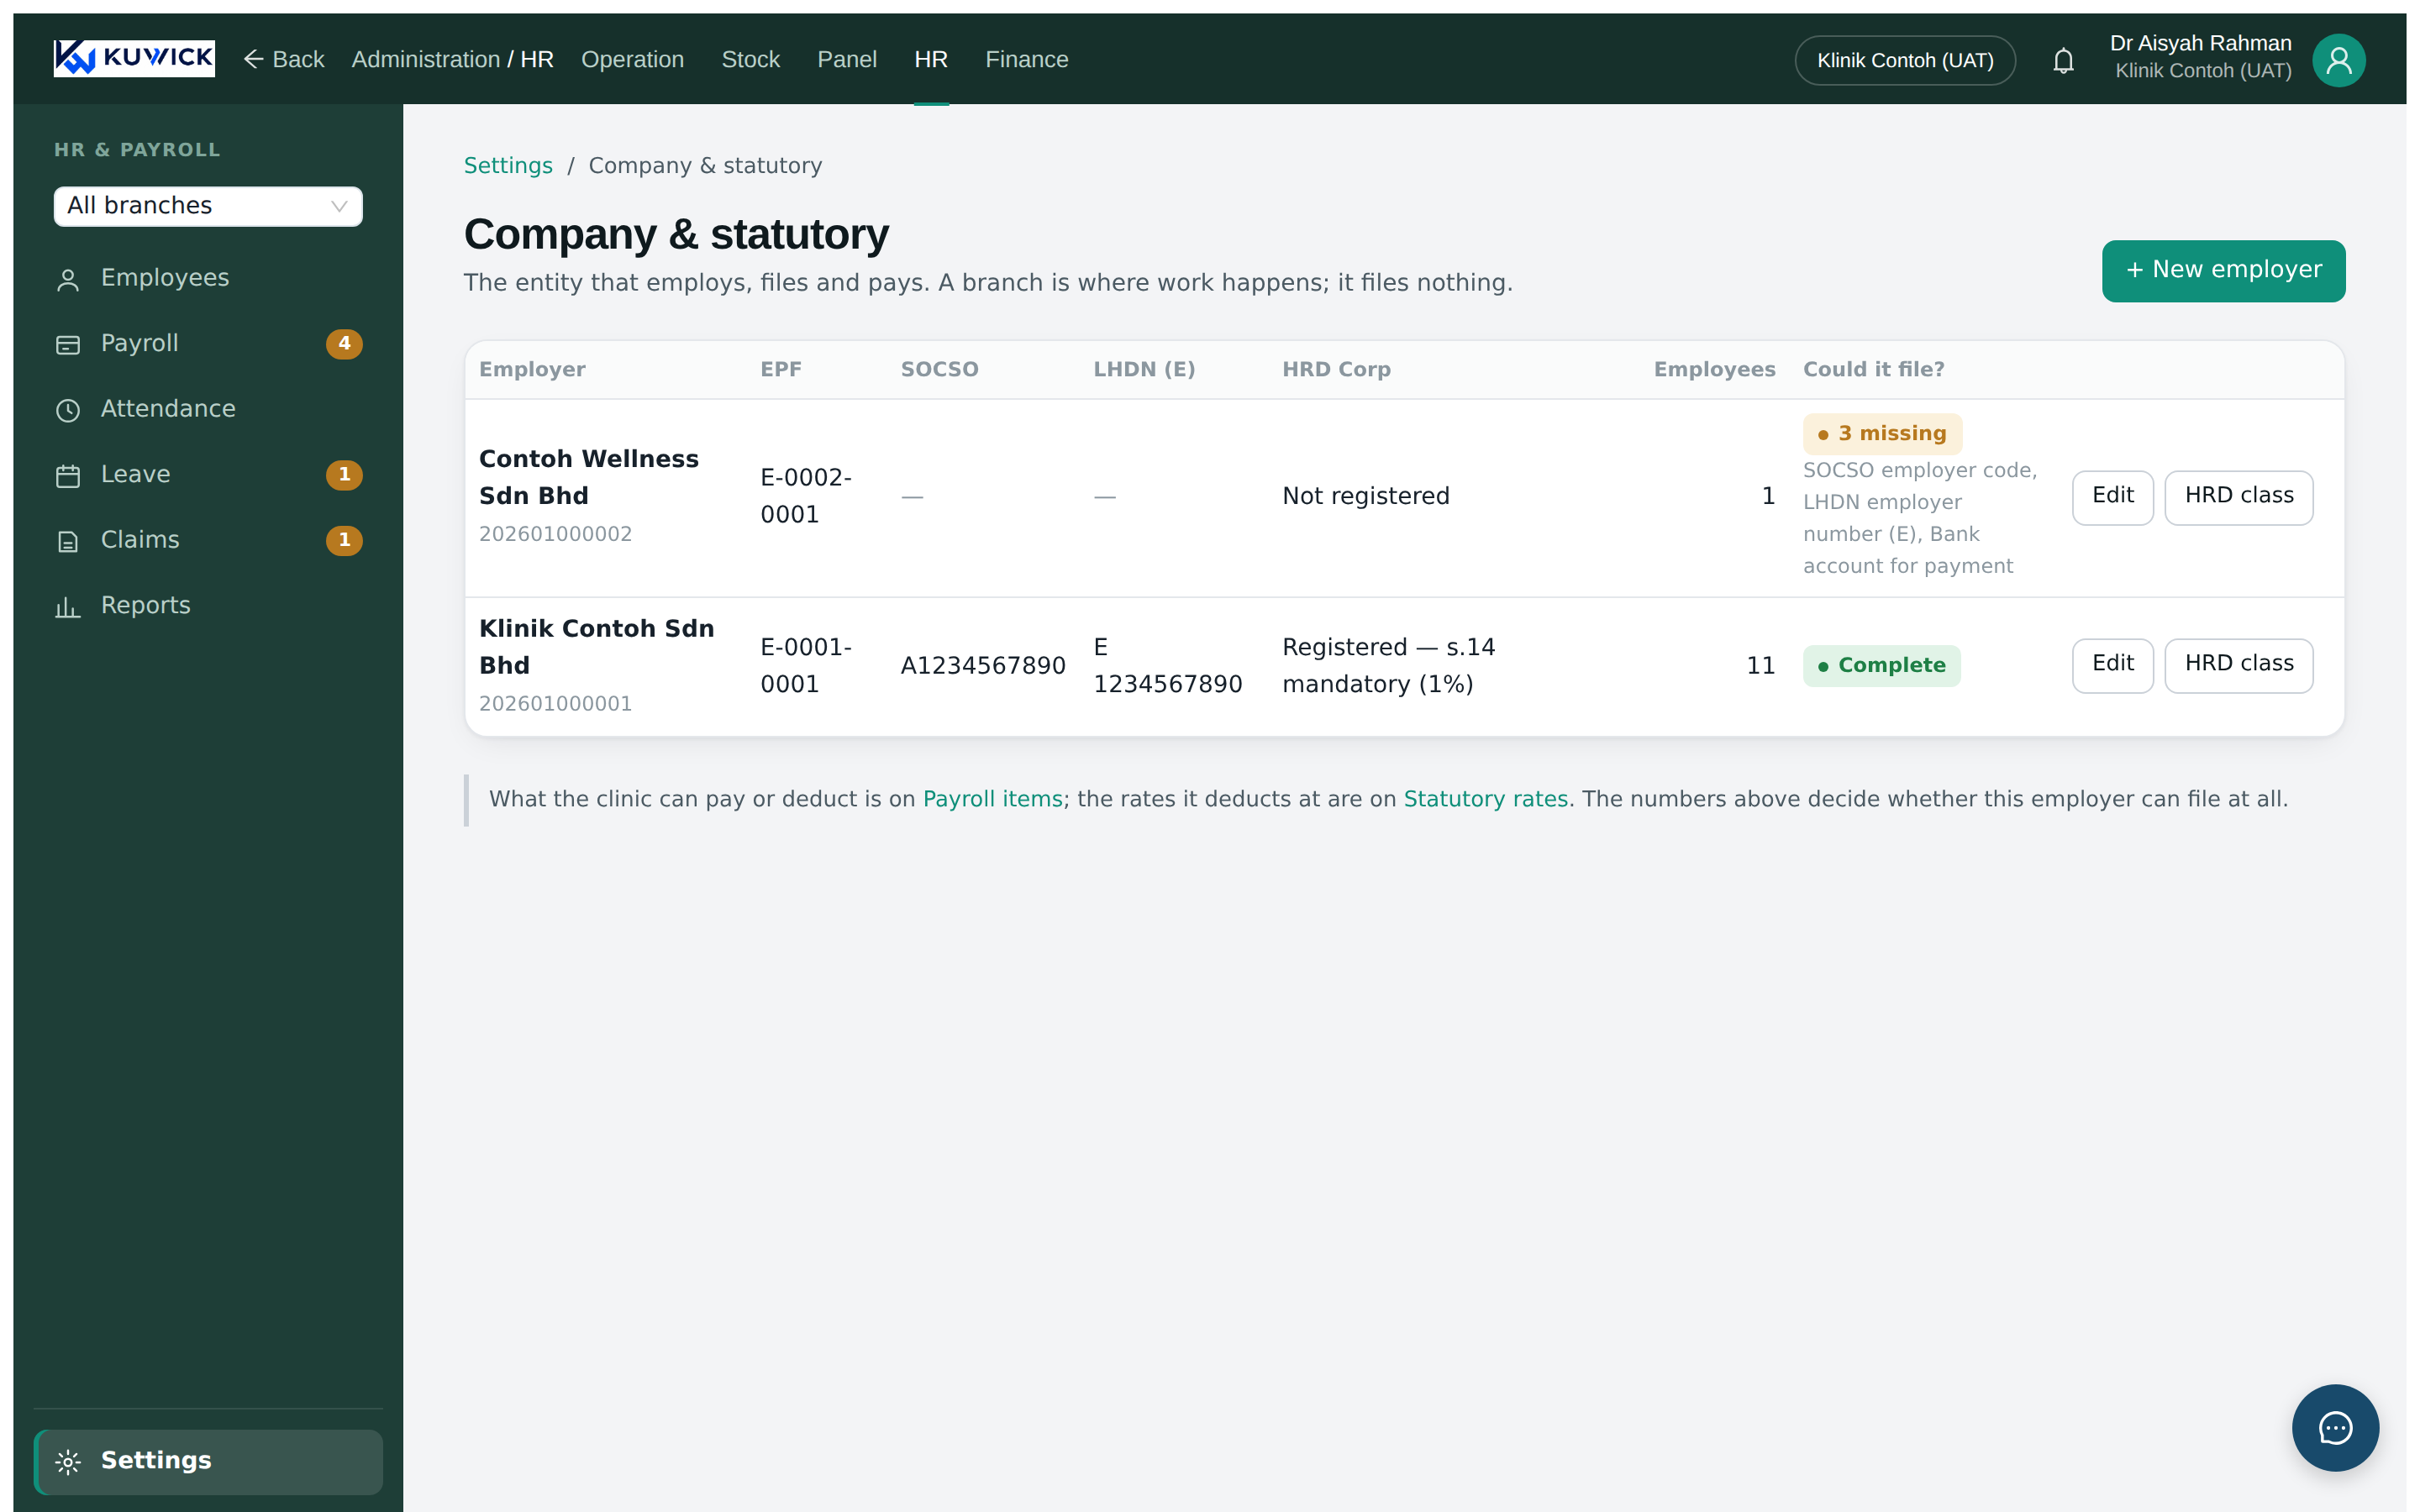 KUWICK
Back
Administration / HR
Operation
Stock
Panel
HR
Finance
Klinik Contoh (UAT)
Dr Aisyah Rahman
Klinik Contoh (UAT)
HR & PAYROLL
All branches
Employees
Payroll 4
Attendance
Leave 1
Claims 1
Reports
Settings
Settings / Company & statutory
Company & statutory
The entity that employs, files and pays. A branch is where work happens; it files nothing.
+ New employer
Employer EPF SOCSO LHDN (E) HRD Corp Employees Could it file?
Contoh Wellness
Sdn Bhd
202601000002
E-0002-
0001
—
—
Not registered
1
3 missing
SOCSO employer code,
LHDN employer
number (E), Bank
account for payment
Edit
HRD class
Klinik Contoh Sdn
Bhd
202601000001
E-0001-
0001
A1234567890
E
1234567890
Registered — s.14
mandatory (1%)
11
Complete
Edit
HRD class
What the clinic can pay or deduct is on Payroll items; the rates it deducts at are on Statutory rates. The numbers above decide whether this employer can file at all.